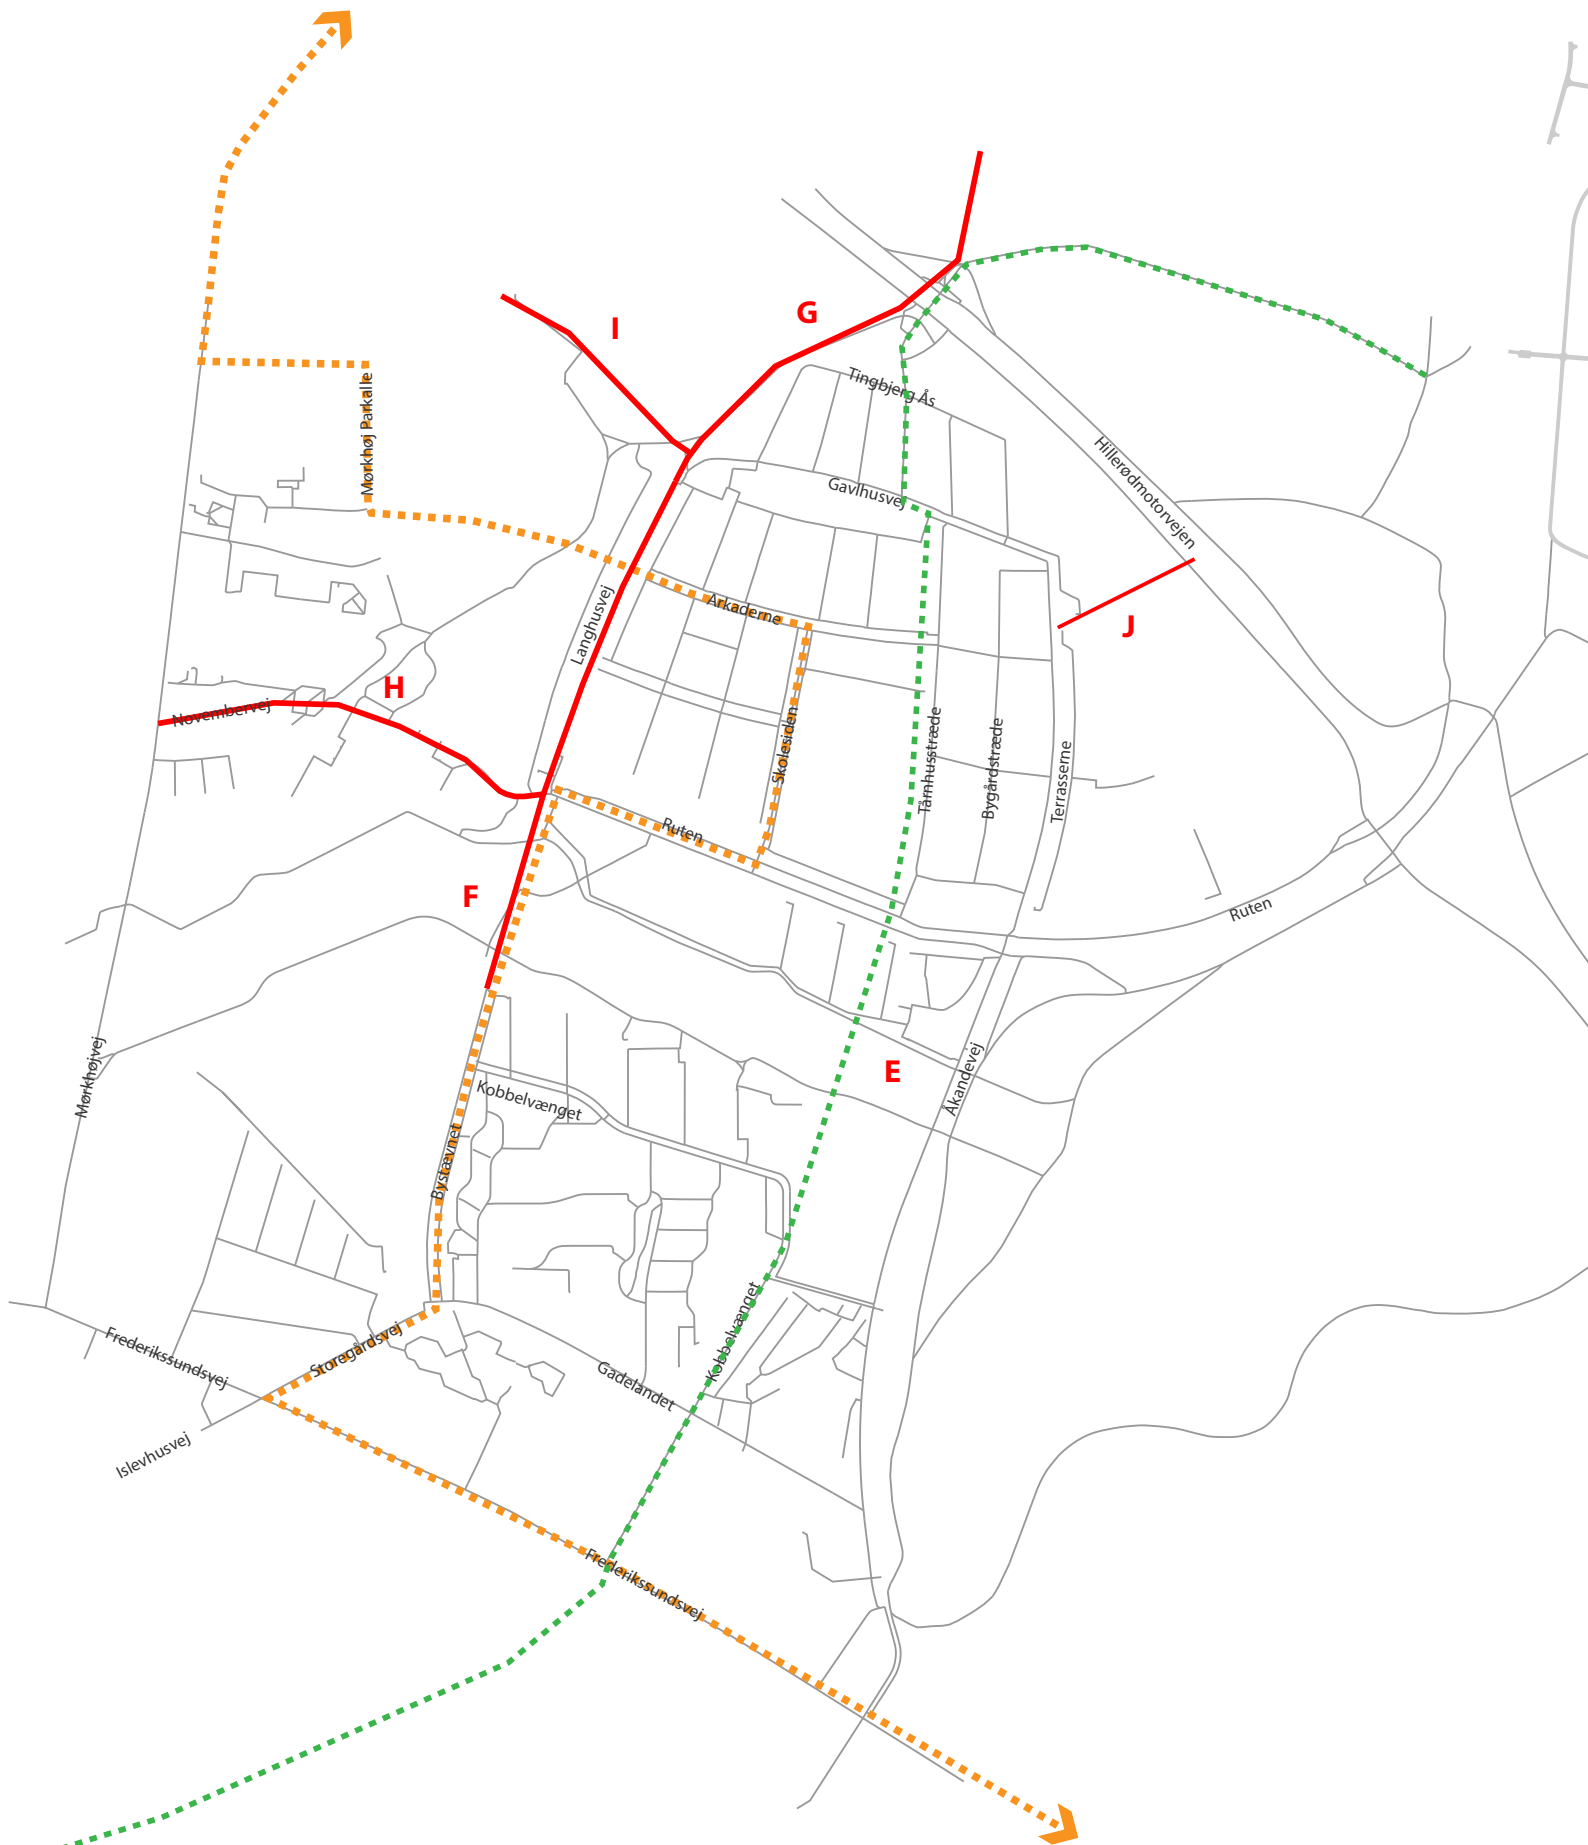 G
I
Tingbjerg Ås
Mørkhøj Parkalle
Hillerødmotorvejen
Gavlhusvej
Arkaderne
Langhusvej
J
H
Novembervej
Skolesiden
Tårnhusstræde
Bygårdstræde
Terrasserne
Ruten
F
Ruten
E
Mørkhøjvej
Åkandevej
Kobbelvænget
Bystævnet
Kobbelvænget
Frederikssundsvej
Storegårdsvej
Gadelandet
Islevhusvej
Frederikssundsvej